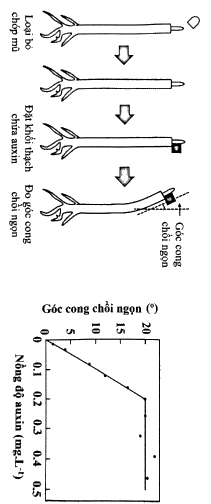 Loại bỏ
chóp mũ
Đặt khối thạch
chứa auxin
Đo góc cong
chồi ngọn
Góc cong
chồi ngọn
Góc cong chồi ngọn (°)
20
15
10
5
0
0
0.1
0.2
0.3
0.4
0.5
Nồng độ auxin (mg.L⁻¹)